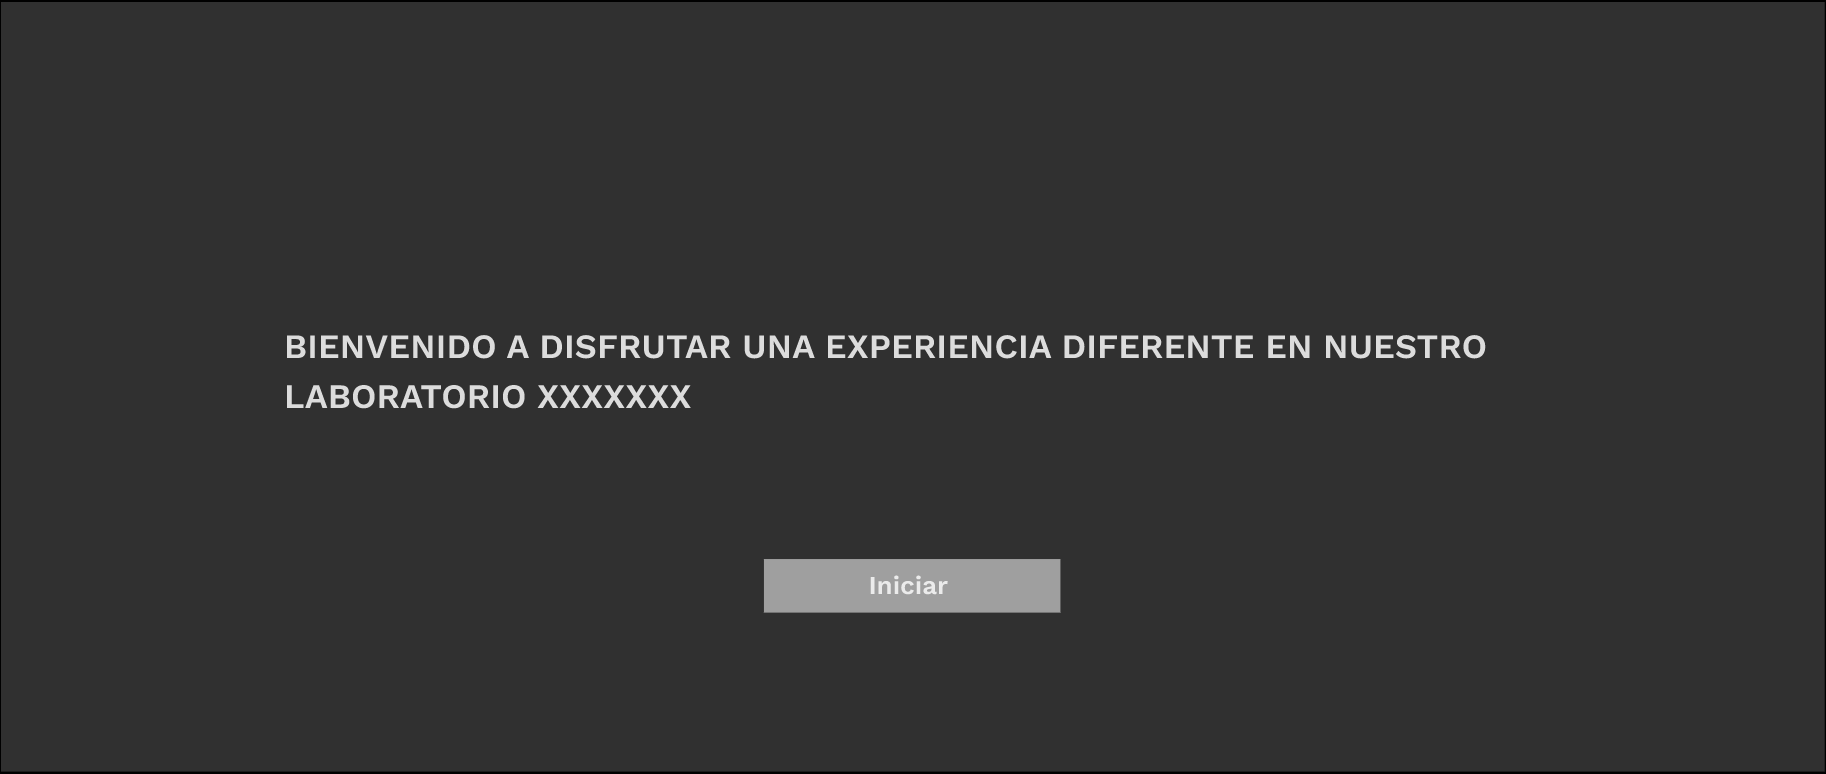 BIENVENIDO A DISFRUTAR UNA EXPERIENCIA DIFERENTE EN NUESTRO
LABORATORIO XXXXXXX
Iniciar